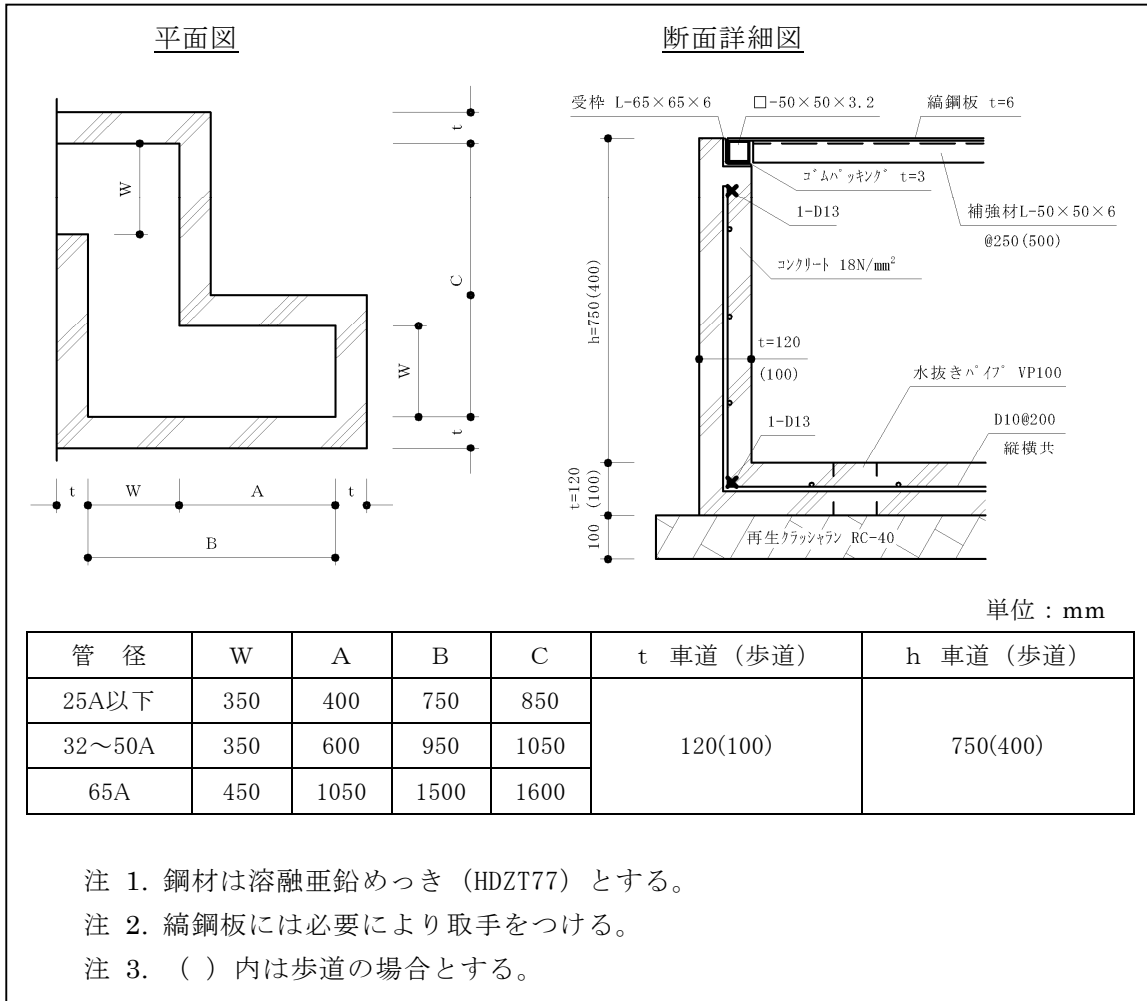 平面図
断面詳細図
t
W
C
W
t
t
W
A
t
B
受枠 L-65×65×6
□-50×50×3.2
縞鋼板 t=6
ｺﾞﾑﾊﾟｯｷﾝｸﾞ t=3
1-D13
補強材L-50×50×6
@250(500)
コンクリート 18N/mm²
h=750(400)
t=120
(100)
水抜きﾊﾟｲﾌﾟ VP100
1-D13
D10@200
縦横共
t=120
(100)
100
再生ｸﾗｯｼｬﾗﾝ RC-40
単位：mm
管 径 W A B C t 車道（歩道） h 車道（歩道）
25A以下 350 400 750 850
32～50A 350 600 950 1050 120(100) 750(400)
65A 450 1050 1500 1600
注 1. 鋼材は溶融亜鉛めっき（HDZT77）とする。
注 2. 縞鋼板には必要により取手をつける。
注 3. （ ）内は歩道の場合とする。